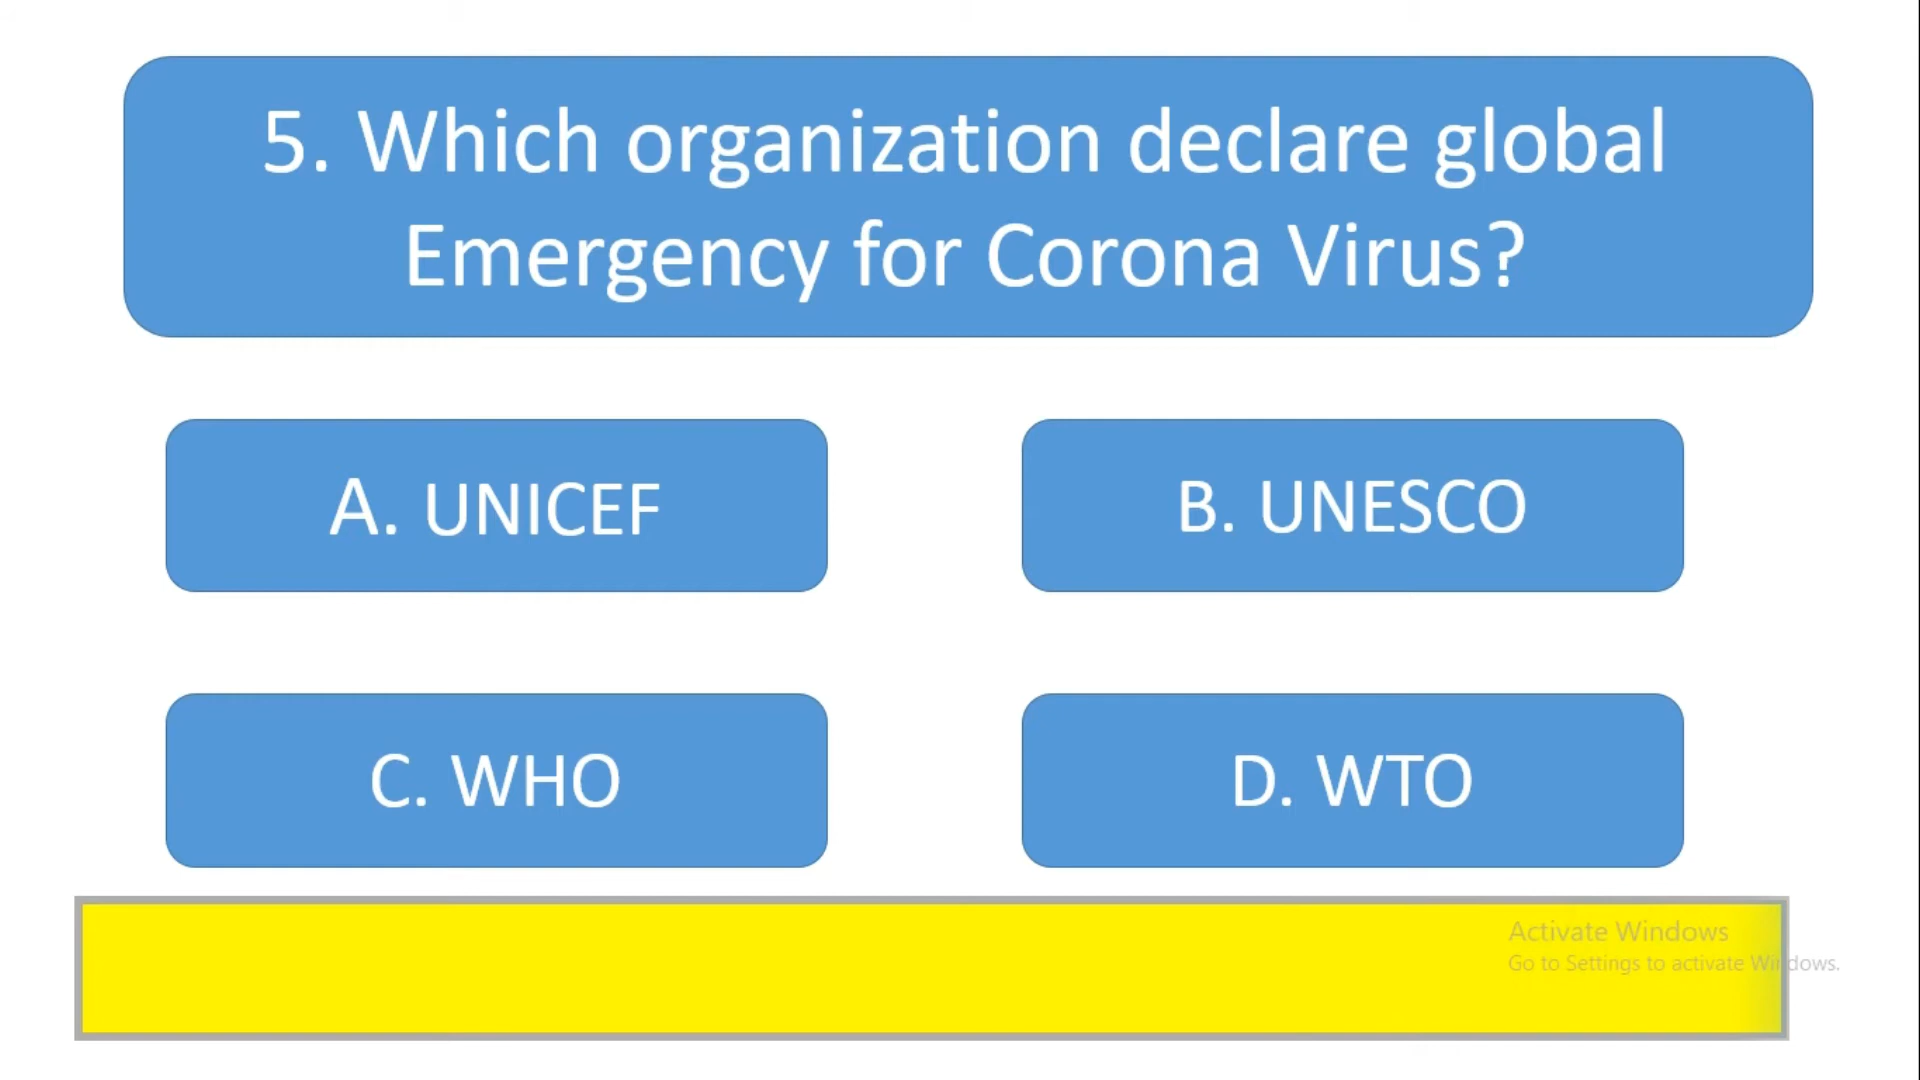 5. Which organization declare global
Emergency for Corona Virus?
A. UNICEF
B. UNESCO
C. WHO
D. WTO
Activate Windows
Go to Settings to activate Windows.